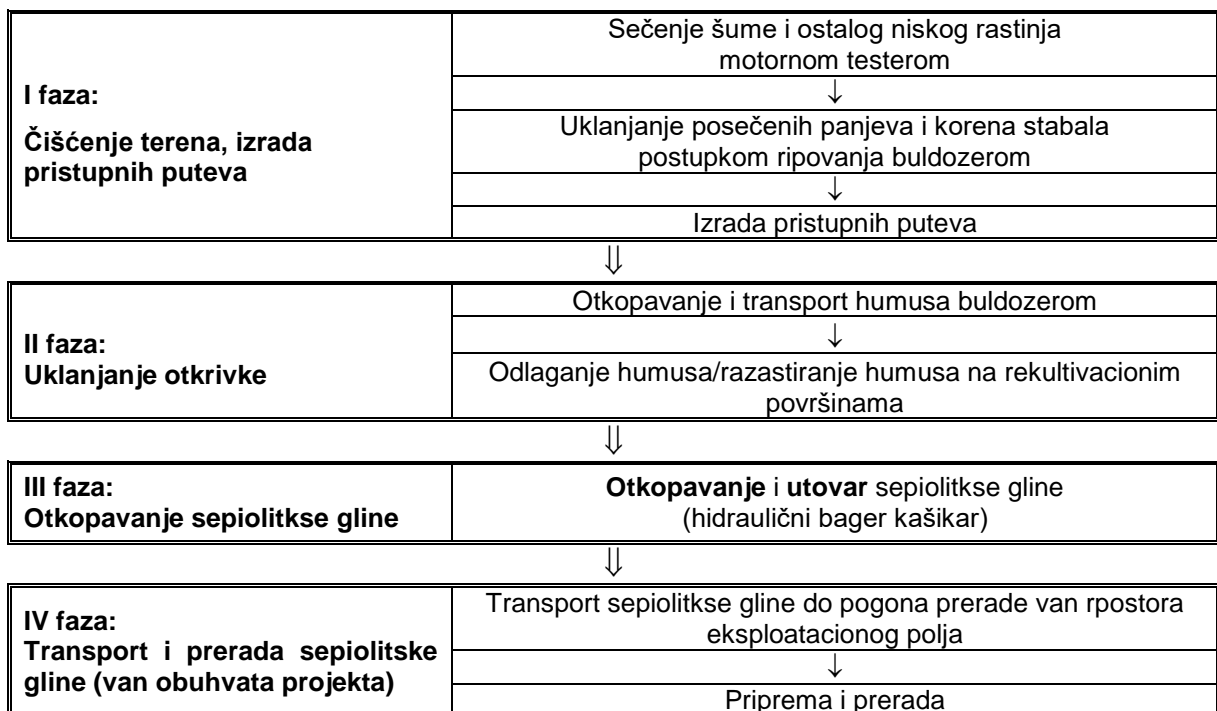 I faza:
Čišćenje terena, izrada
pristupnih puteva
Sečenje šume i ostalog niskog rastinja
motornom testerom
↓
Uklanjanje posečenih panjeva i korena stabala
postupkom ripovanja buldozerom
↓
Izrada pristupnih puteva
⇓
II faza:
Uklanjanje otkrivke
Otkopavanje i transport humusa buldozerom
↓
Odlaganje humusa/razastiranje humusa na rekultivacionim
površinama
⇓
III faza:
Otkopavanje sepiolitkse gline
Otkopavanje i utovar sepiolitkse gline
(hidraulični bager kašikar)
⇓
IV faza:
Transport i prerada sepiolitske
gline (van obuhvata projekta)
Transport sepiolitkse gline do pogona prerade van rpostora
eksploatacionog polja
↓
Priprema i prerada